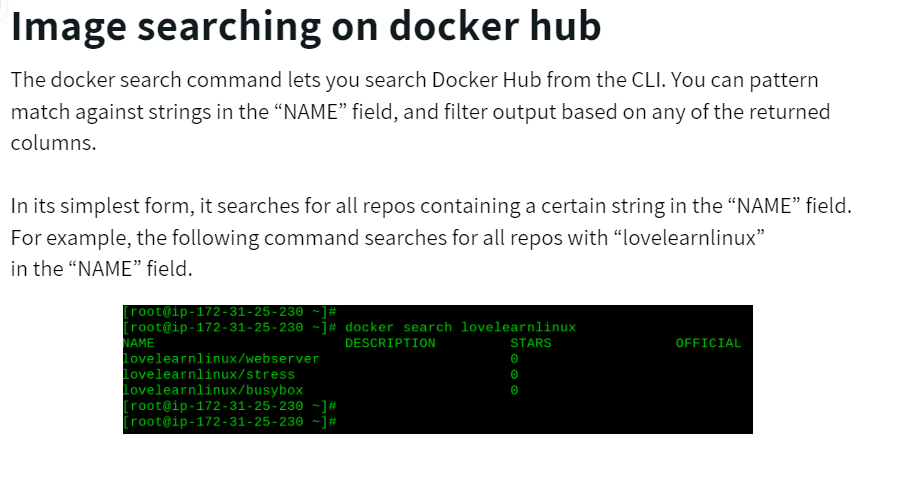 Image searching on docker hub
The docker search command lets you search Docker Hub from the CLI. You can pattern
match against strings in the “NAME” field, and filter output based on any of the returned
columns.
In its simplest form, it searches for all repos containing a certain string in the “NAME” field.
For example, the following command searches for all repos with “lovelearnlinux”
in the “NAME” field.
[root@ip-172-31-25-230 ~]#
[root@ip-172-31-25-230 ~]# docker search lovelearnlinux
NAME DESCRIPTION STARS OFFICIAL
lovelearnlinux/webserver 0
lovelearnlinux/stress 0
lovelearnlinux/busybox 0
[root@ip-172-31-25-230 ~]#
[root@ip-172-31-25-230 ~]#